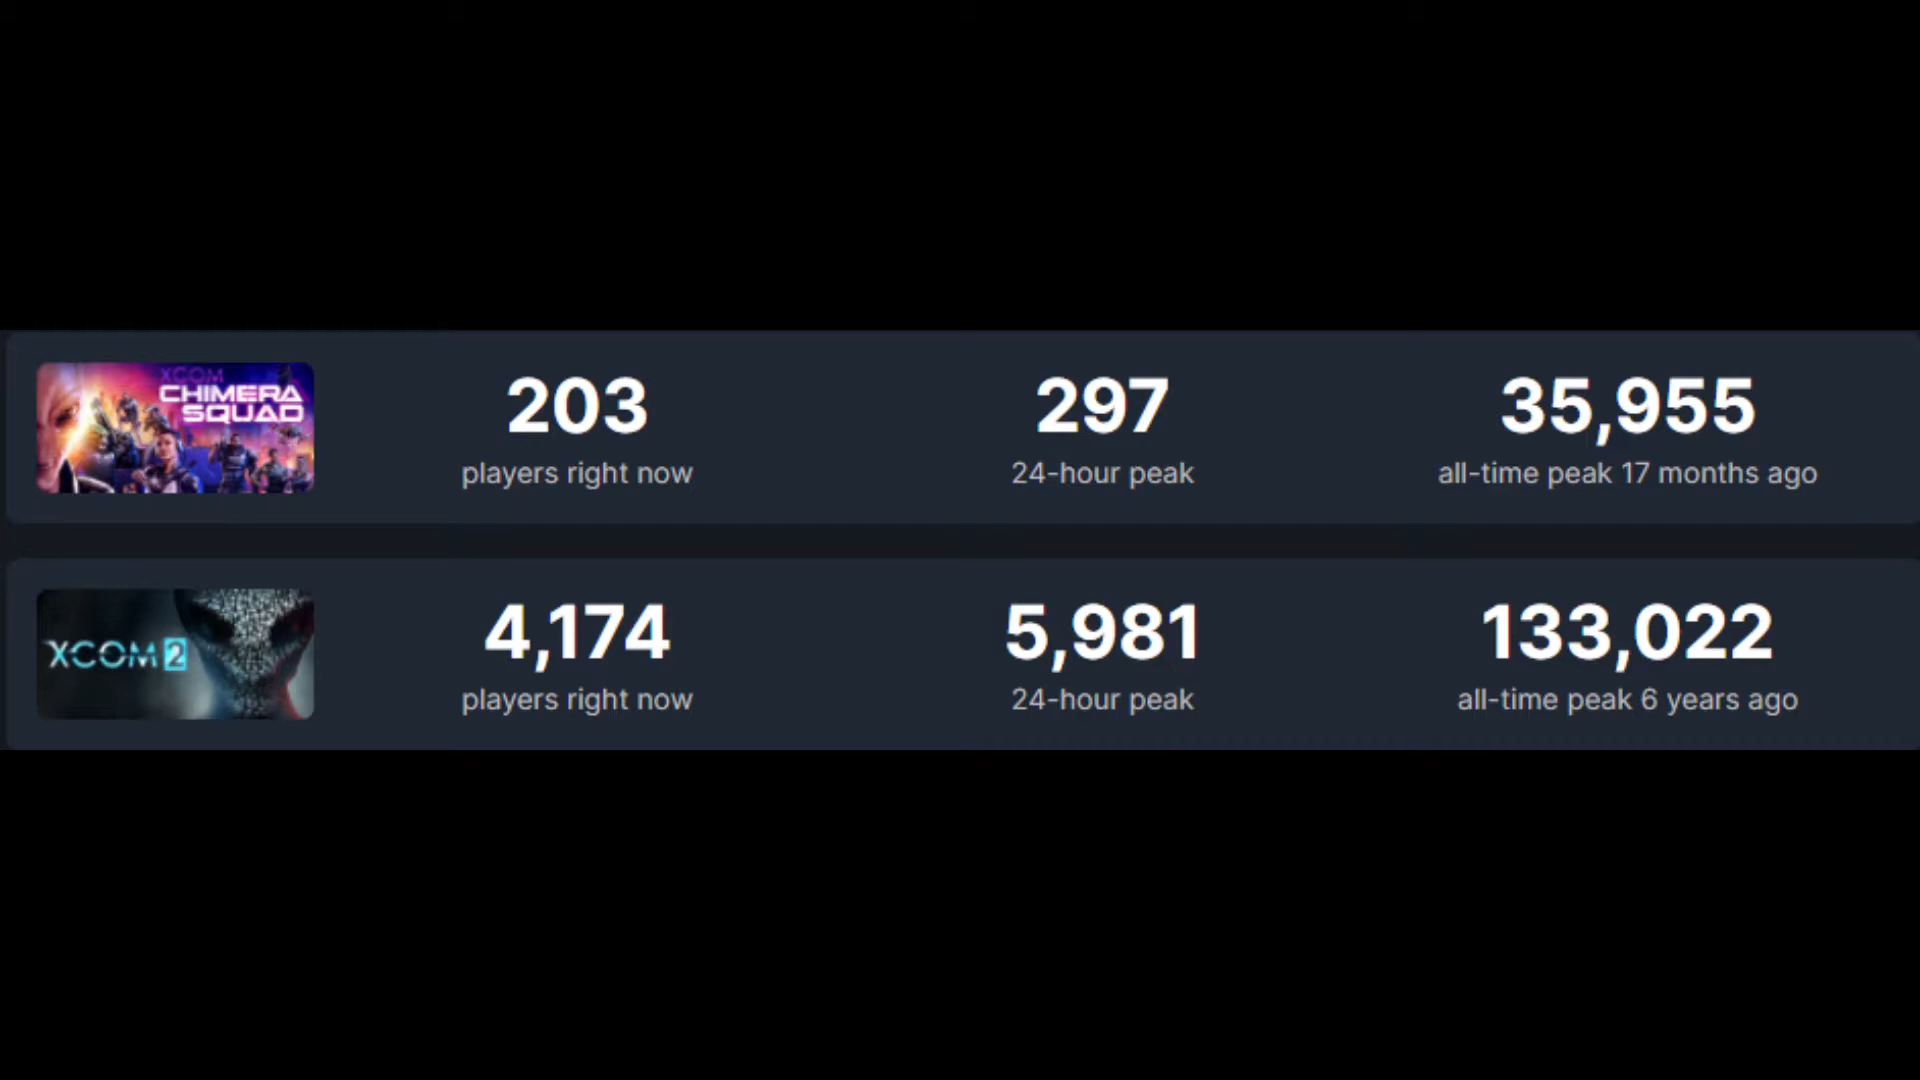 XCOM
CHIMERA
SQUAD
203
players right now
297
24-hour peak
35,955
all-time peak 17 months ago
XCOM 2
4,174
players right now
5,981
24-hour peak
133,022
all-time peak 6 years ago